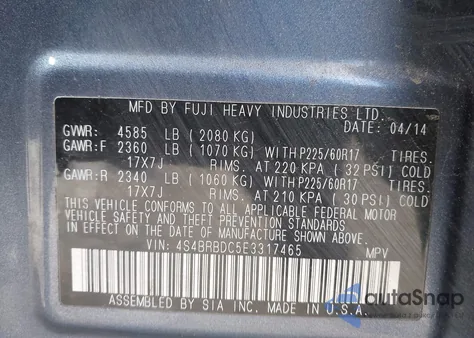 MFD BY FUJI HEAVY INDUSTRIES LTD.
DATE: 04/14
GVWR: 4585 LB (2080 KG)
GAWR:F 2360 LB (1070 KG) WITH P225/60R17 TIRES.
17X7J RIMS. AT 220 KPA ( 32 PSI ) COLD
GAWR:R 2340 LB (1060 KG) WITH P225/60R17 TIRES.
17X7J RIMS. AT 210 KPA ( 30 PSI ) COLD
THIS VEHICLE CONFORMS TO ALL APPLICABLE FEDERAL MOTOR
VEHICLE SAFETY, BUMPER, AND THEFT PREVENTION STANDARDS IN
EFFECT ON THE DATE OF MANUFACTURE SHOWN ABOVE.
VIN: 4S4BRBDC5E3317465 MPV
ASSEMBLED BY SIA INC. MADE IN U.S.A.
autoSnap